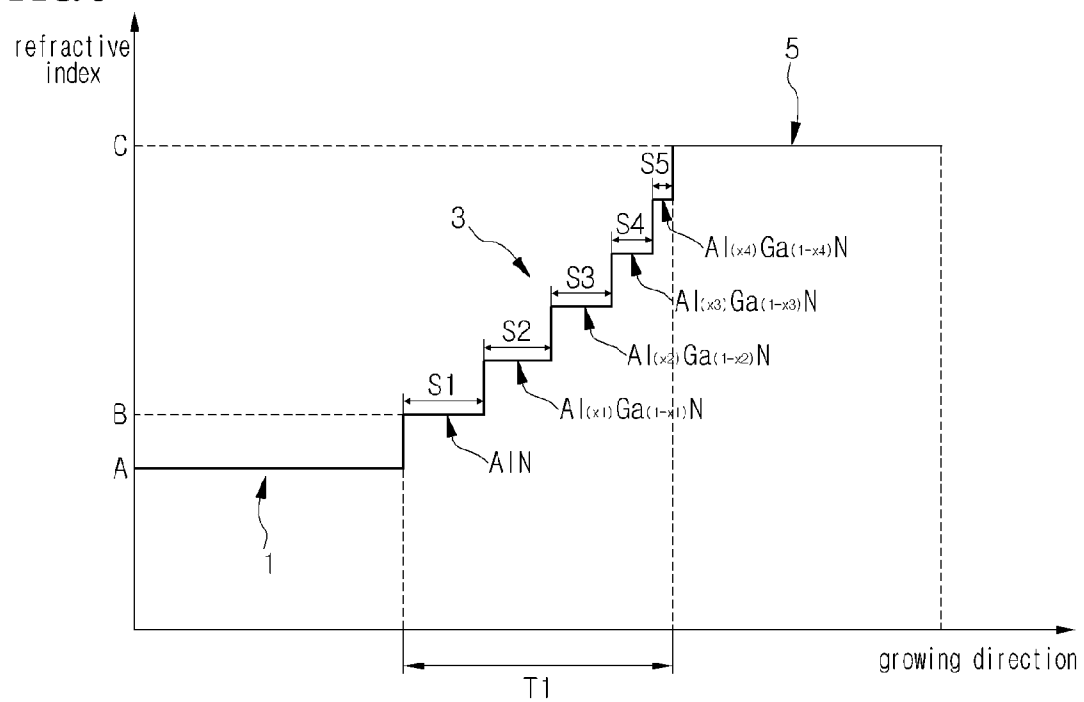 refractive
index
5
C
S5
3
S4
Al(x4)Ga(1-x4)N
S3
Al(x3)Ga(1-x3)N
S2
Al(x2)Ga(1-x2)N
S1
Al(x1)Ga(1-x1)N
B
AlN
A
1
growing direction
T1